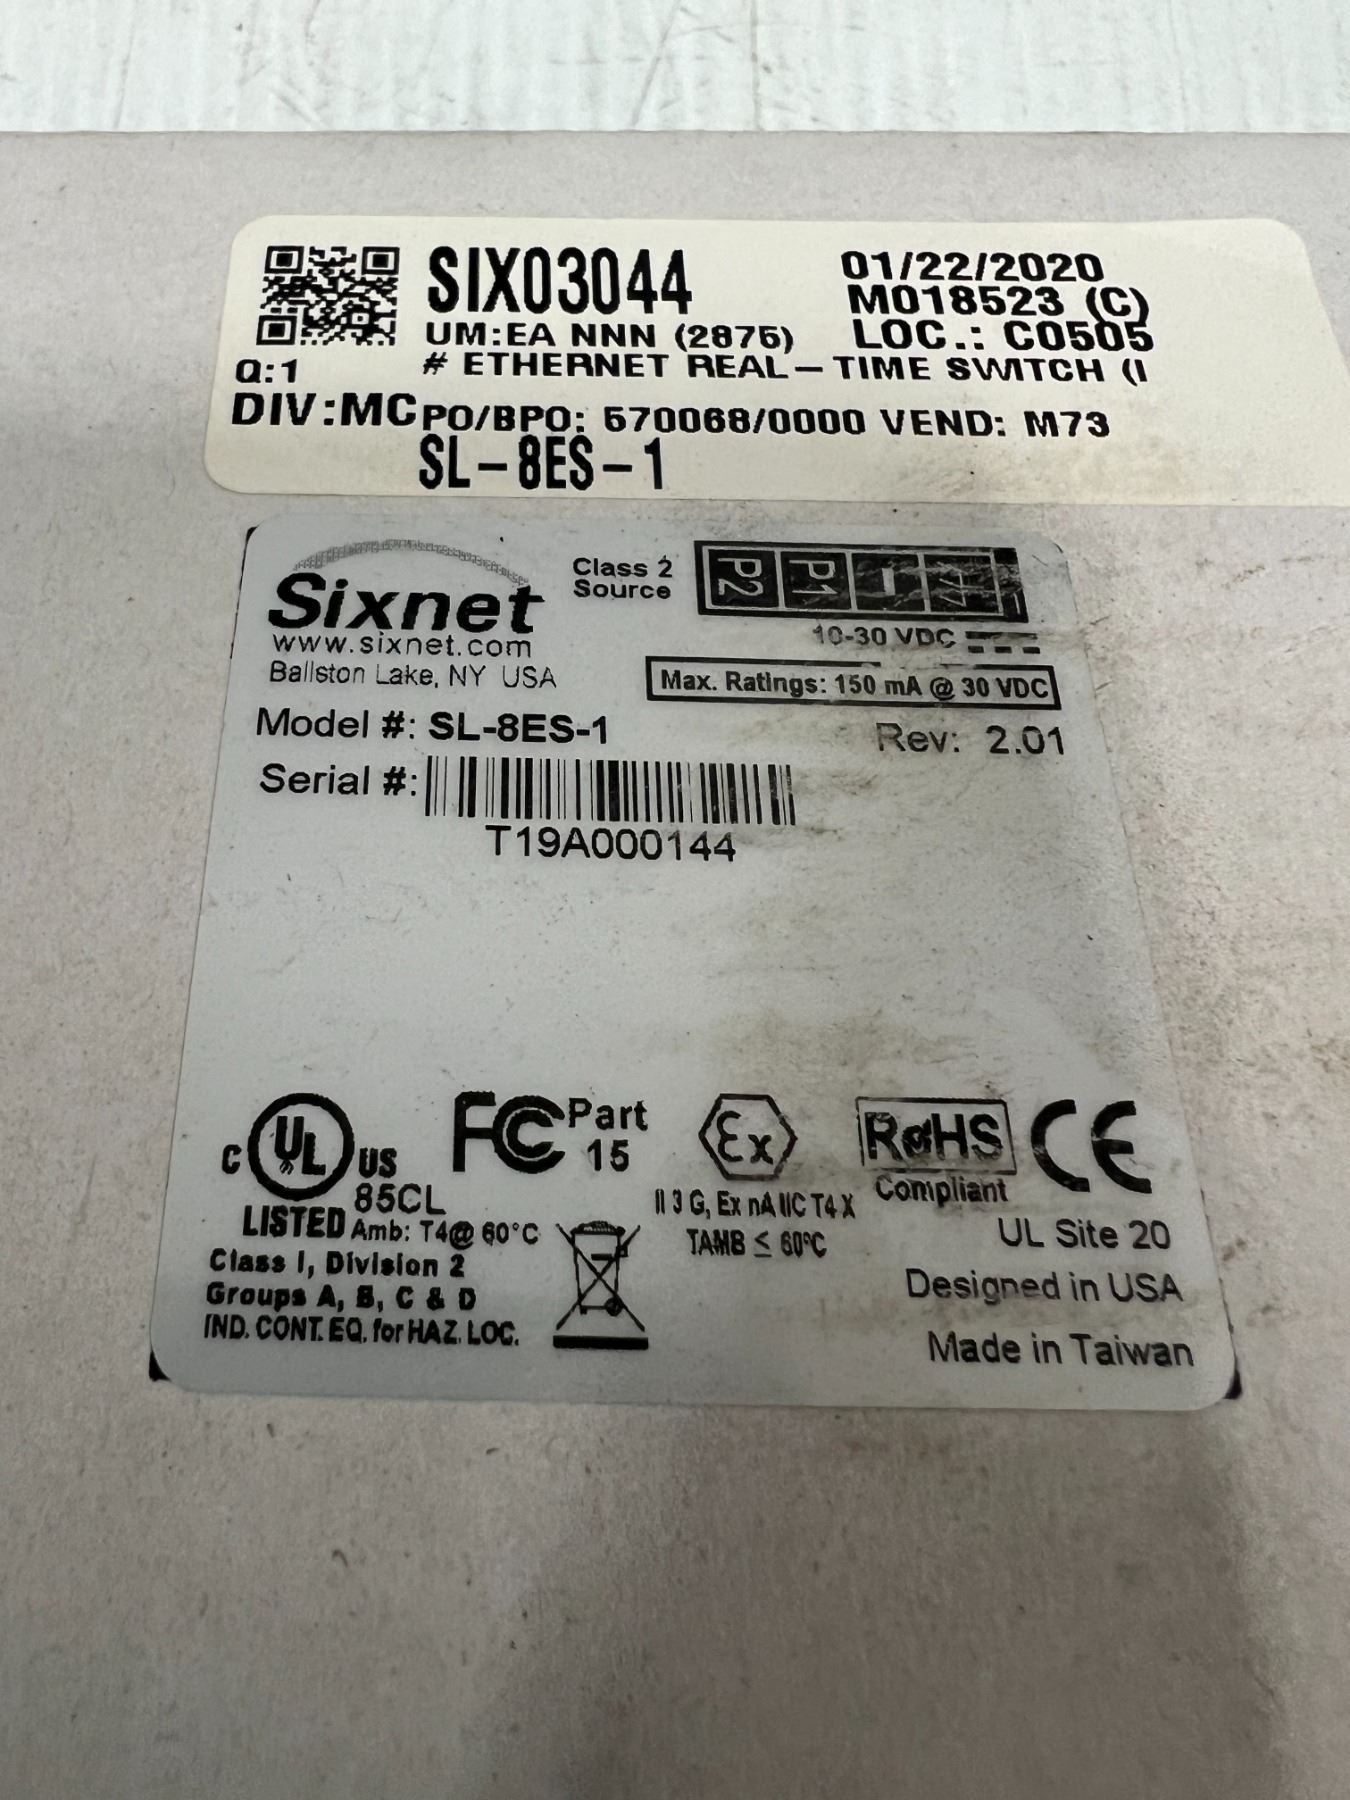 SIX03044
01/22/2020
M018523 (C)
UM:EA NNN (2875)
LOC.: C0505
Q:1
# ETHERNET REAL-TIME SWITCH (I
DIV:MC PO/BPO: 570068/0000 VEND: M73
SL-8ES-1
Sixnet
www.sixnet.com
Ballston Lake, NY USA
Class 2
Source
P2 P1 -
10-30 VDC
Max. Ratings: 150 mA @ 30 VDC
Model #: SL-8ES-1
Rev: 2.01
Serial #:
T19A000144
C UL US
LISTED 85CL
Amb: T4@ 60°C
Class I, Division 2
Groups A, B, C & D
IND. CONT. EQ. for HAZ. LOC.
FC Part
15
Ex
II 3 G, Ex nA IIC T4 X
TAMB ≤ 60°C
RoHS
Compliant
CE
UL Site 20
Designed in USA
Made in Taiwan